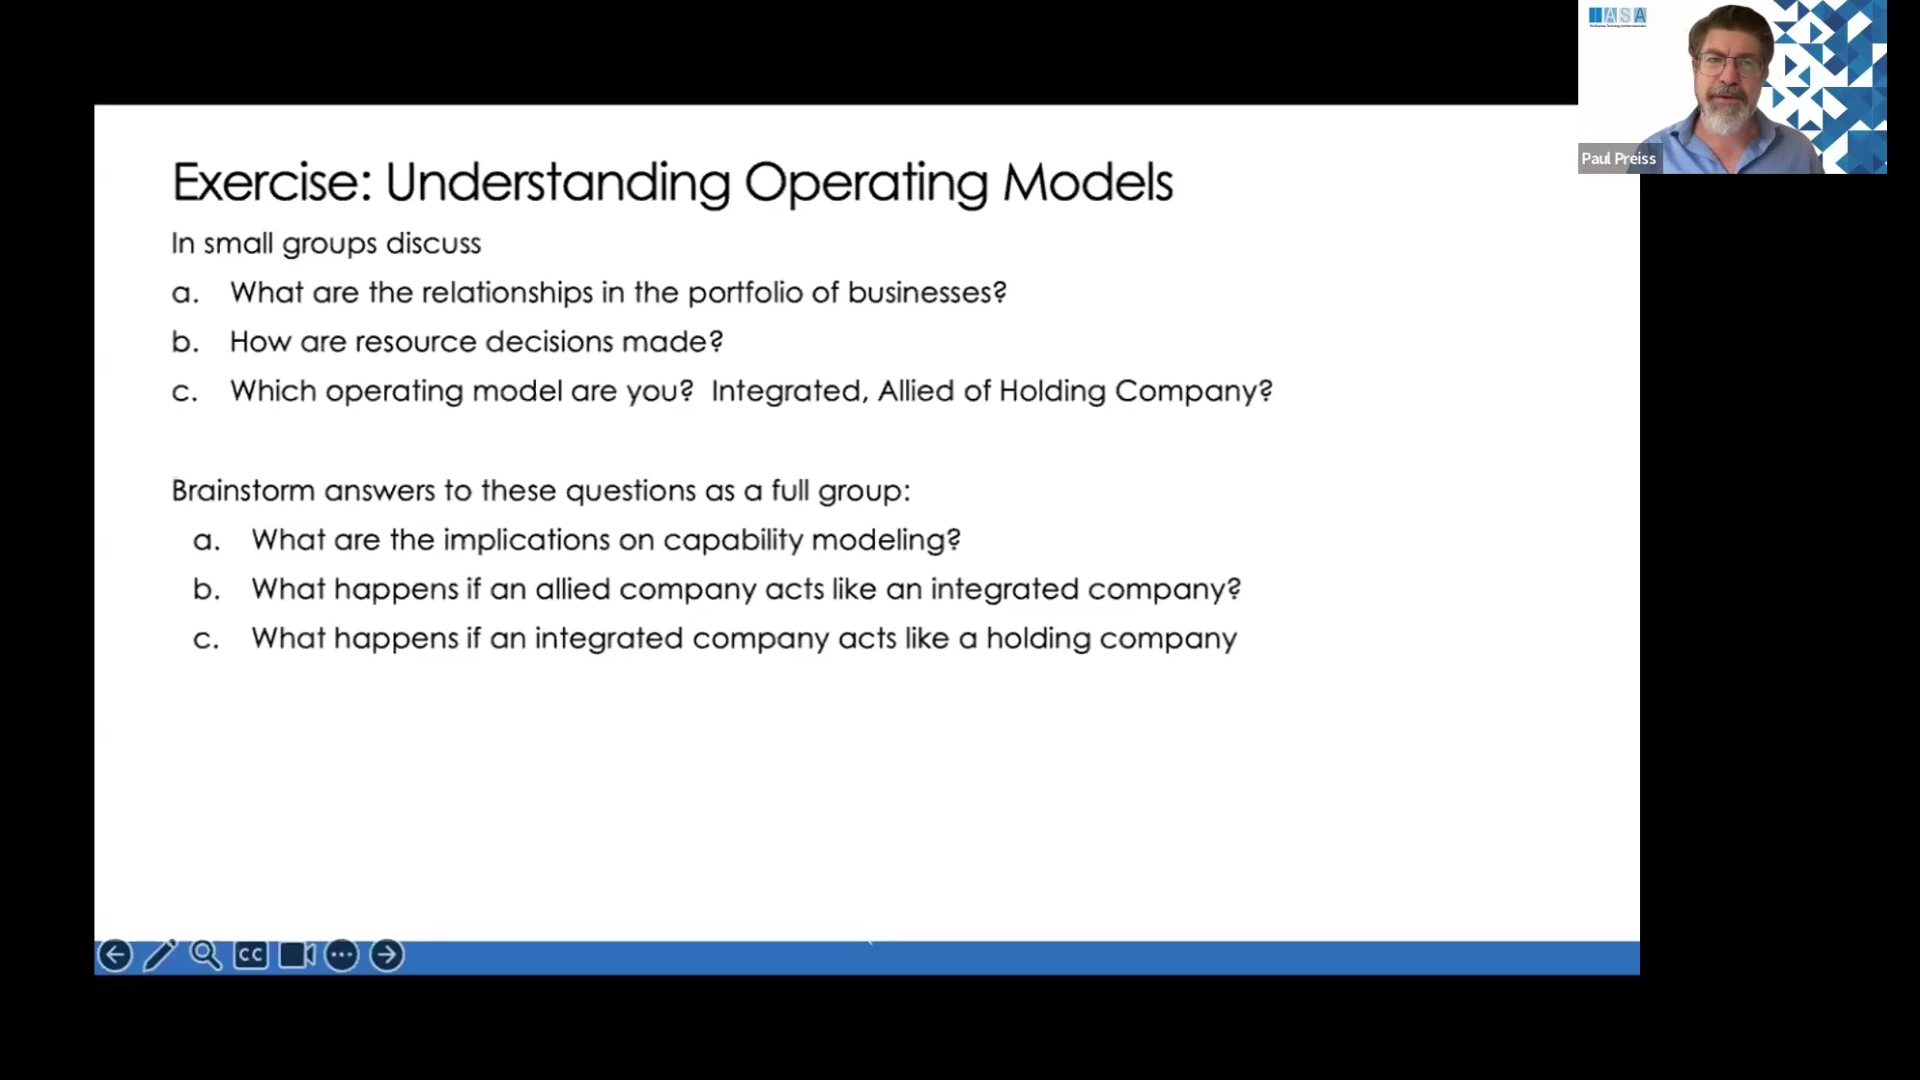 IASA
Paul Preiss
Exercise: Understanding Operating Models
In small groups discuss
a. What are the relationships in the portfolio of businesses?
b. How are resource decisions made?
c. Which operating model are you? Integrated, Allied of Holding Company?
Brainstorm answers to these questions as a full group:
a. What are the implications on capability modeling?
b. What happens if an allied company acts like an integrated company?
c. What happens if an integrated company acts like a holding company
CC